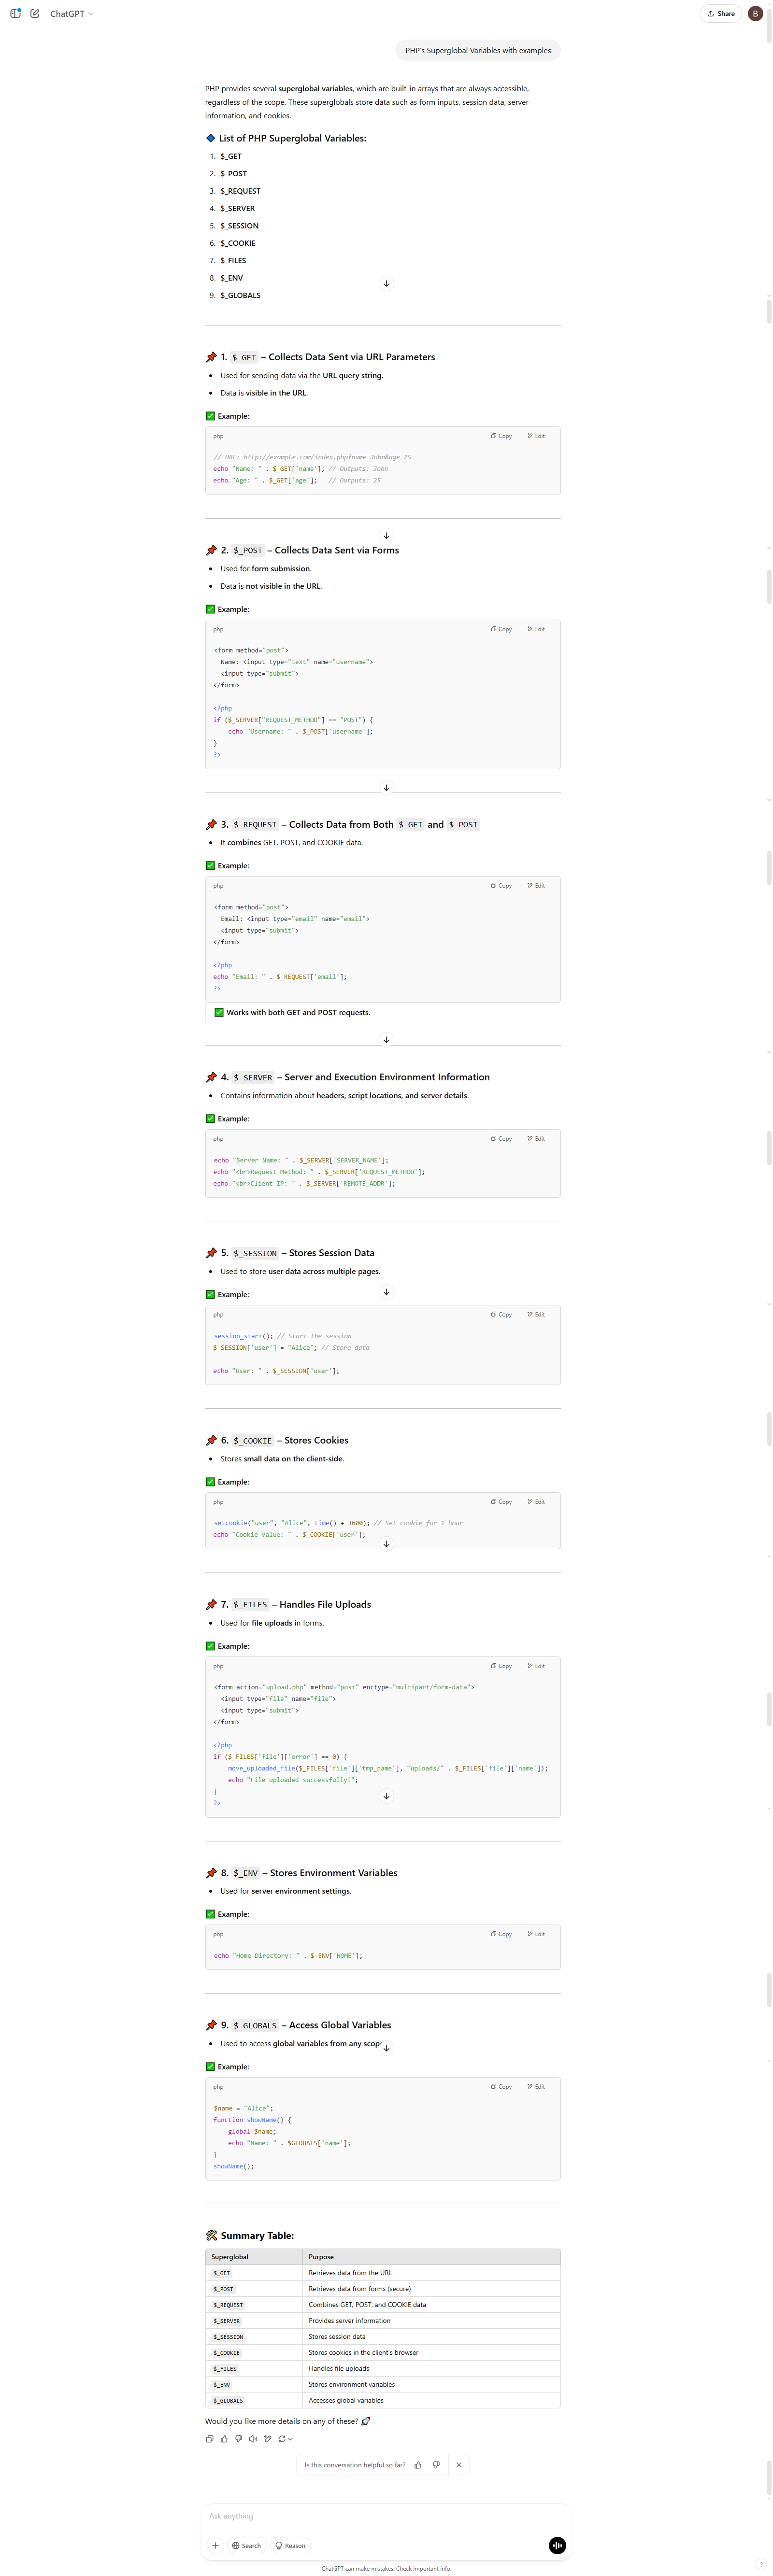 ChatGPT
Share
B
PHP's Superglobal Variables with examples
PHP provides several superglobal variables, which are built-in arrays that are always accessible,
regardless of the scope. These superglobals store data such as form inputs, session data, server
information, and cookies.
🔷 List of PHP Superglobal Variables:
1. $_GET
2. $_POST
3. $_REQUEST
4. $_SERVER
5. $_SESSION
6. $_COOKIE
7. $_FILES
8. $_ENV
9. $_GLOBALS
📌 1. $_GET – Collects Data Sent via URL Parameters
• Used for sending data via the URL query string.
• Data is visible in the URL.
✅ Example:
php Copy Edit
// URL: http://example.com/index.php?name=John&age=25
echo "Name: " . $_GET['name']; // Outputs: John
echo "Age: " . $_GET['age'];   // Outputs: 25
📌 2. $_POST – Collects Data Sent via Forms
• Used for form submission.
• Data is not visible in the URL.
✅ Example:
php Copy Edit
<form method="post">
  Name: <input type="text" name="username">
  <input type="submit">
</form>
<?php
if ($_SERVER["REQUEST_METHOD"] == "POST") {
    echo "Username: " . $_POST['username'];
}
?>
📌 3. $_REQUEST – Collects Data from Both $_GET and $_POST
• It combines GET, POST, and COOKIE data.
✅ Example:
php Copy Edit
<form method="post">
  Email: <input type="email" name="email">
  <input type="submit">
</form>
<?php
echo "Email: " . $_REQUEST['email'];
?>
✅ Works with both GET and POST requests.
📌 4. $_SERVER – Server and Execution Environment Information
• Contains information about headers, script locations, and server details.
✅ Example:
php Copy Edit
echo "Server Name: " . $_SERVER['SERVER_NAME'];
echo "<br>Request Method: " . $_SERVER['REQUEST_METHOD'];
echo "<br>Client IP: " . $_SERVER['REMOTE_ADDR'];
📌 5. $_SESSION – Stores Session Data
• Used to store user data across multiple pages.
✅ Example:
php Copy Edit
session_start(); // Start the session
$_SESSION['user'] = "Alice"; // Store data
echo "User: " . $_SESSION['user'];
📌 6. $_COOKIE – Stores Cookies
• Stores small data on the client-side.
✅ Example:
php Copy Edit
setcookie("user", "Alice", time() + 3600); // Set cookie for 1 hour
echo "Cookie Value: " . $_COOKIE['user'];
📌 7. $_FILES – Handles File Uploads
• Used for file uploads in forms.
✅ Example:
php Copy Edit
<form action="upload.php" method="post" enctype="multipart/form-data">
  <input type="file" name="file">
  <input type="submit">
</form>
<?php
if ($_FILES['file']['error'] == 0) {
    move_uploaded_file($_FILES['file']['tmp_name'], "uploads/" . $_FILES['file']['name']);
    echo "File uploaded successfully!";
}
?>
📌 8. $_ENV – Stores Environment Variables
• Used for server environment settings.
✅ Example:
php Copy Edit
echo "Home Directory: " . $_ENV['HOME'];
📌 9. $_GLOBALS – Access Global Variables
• Used to access global variables from any
✅ Example:
php Copy Edit
$name = "Alice";
function showName() {
    global $name;
    echo "Name: " . $GLOBALS['name'];
}
showName();
🛠 Summary Table:
Superglobal Purpose
$_GET Retrieves data from the URL
$_POST Retrieves data from forms (secure)
$_REQUEST Combines GET, POST, and COOKIE data
$_SERVER Provides server information
$_SESSION Stores session data
$_COOKIE Stores cookies in the client's browser
$_FILES Handles file uploads
$_ENV Stores environment variables
$_GLOBALS Accesses global variables
Would you like more details on any of these? 🚀
Is this conversation helpful so far?
Ask anything
Search
Reason
ChatGPT can make mistakes. Check important info.
?